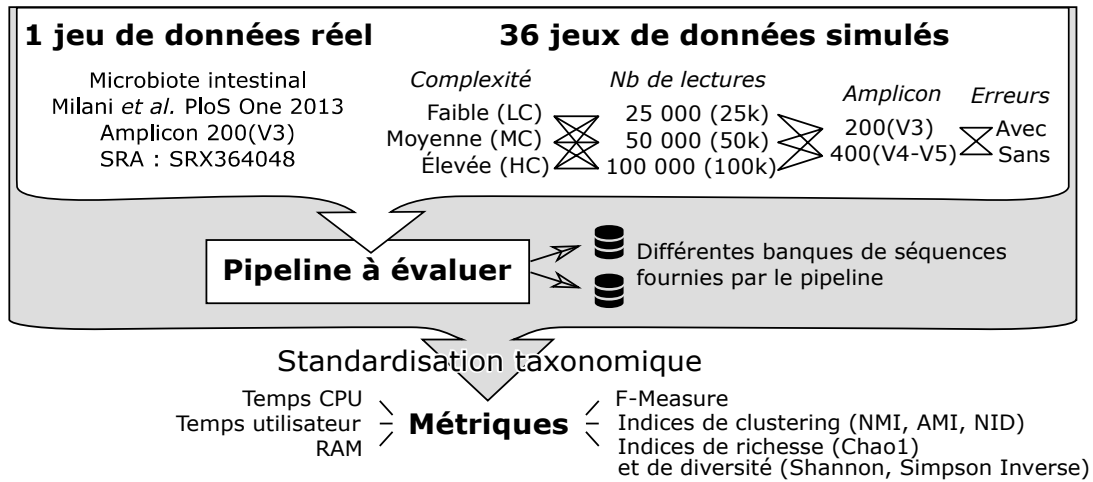 1 jeu de données réel
Microbiote intestinal
Milani et al. PloS One 2013
Amplicon 200(V3)
SRA : SRX364048
36 jeux de données simulés
Complexité
Faible (LC)
Moyenne (MC)
Élevée (HC)
Nb de lectures
25 000 (25k)
50 000 (50k)
100 000 (100k)
Amplicon
200(V3)
400(V4-V5)
Erreurs
Avec
Sans
Pipeline à évaluer
Différentes banques de séquences
fournies par le pipeline
Standardisation taxonomique
Temps CPU
Temps utilisateur
RAM
Métriques
F-Measure
Indices de clustering (NMI, AMI, NID)
Indices de richesse (Chao1)
et de diversité (Shannon, Simpson Inverse)